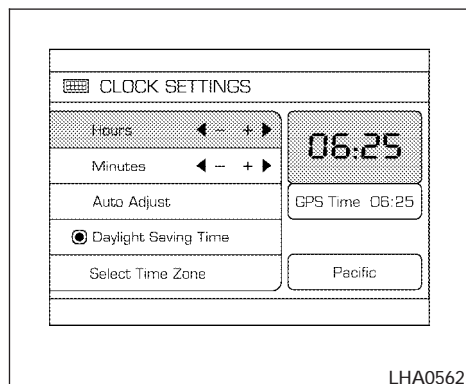 CLOCK SETTINGS
Hours ◀ - + ▶
06:25
Minutes ◀ - + ▶
Auto Adjust
GPS Time 06:25
Daylight Saving Time
Select Time Zone
Pacific
LHA0562